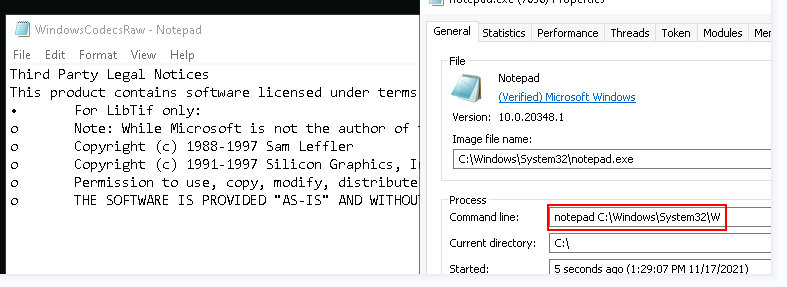 WindowsCodecsRaw - Notepad
File Edit Format View Help
Third Party Legal Notices
This product contains software licensed under terms
• For LibTif only:
o Note: While Microsoft is not the author of
o Copyright (c) 1988-1997 Sam Leffler
o Copyright (c) 1991-1997 Silicon Graphics,
o Permission to use, copy, modify, distribute
o THE SOFTWARE IS PROVIDED "AS-IS" AND
notepad.exe Properties
General Statistics Performance Threads Token Modules
File
Notepad
(Verified) Microsoft Windows
Version: 10.0.20348.1
Image file name:
C:\Windows\System32\notepad.exe
Process
Command line: notepad C:\Windows\System32\W
Current directory: C:\
Started: 5 seconds ago (1:29:07 PM 11/17/2021)